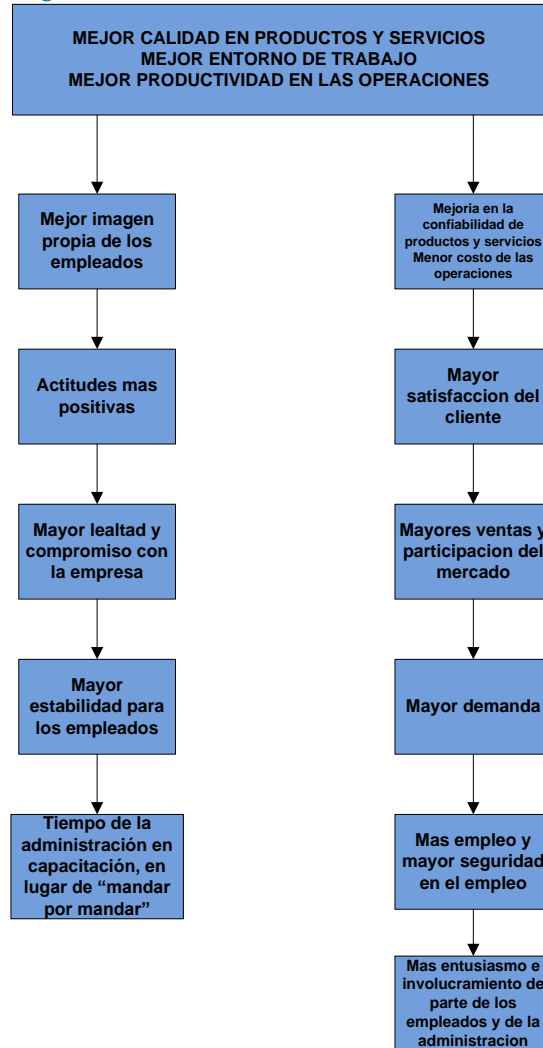 MEJOR CALIDAD EN PRODUCTOS Y SERVICIOS
MEJOR ENTORNO DE TRABAJO
MEJOR PRODUCTIVIDAD EN LAS OPERACIONES
Mejor imagen
propia de los
empleados
Actitudes mas
positivas
Mayor lealtad y
compromiso con
la empresa
Mayor
estabilidad para
los empleados
Tiempo de la
administración en
capacitación, en
lugar de “mandar
por mandar”
Mejoria en la
confiabilidad de
productos y servicios
Menor costo de las
operaciones
Mayor
satisfaccion del
cliente
Mayores ventas y
participacion del
mercado
Mayor demanda
Mas empleo y
mayor seguridad
en el empleo
Mas entusiasmo e
involucramiento de
parte de los
empleados y de la
administracion